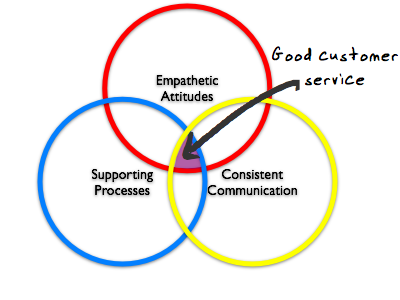 Good customer
service
Empathetic
Attitudes
Supporting
Processes
Consistent
Communication